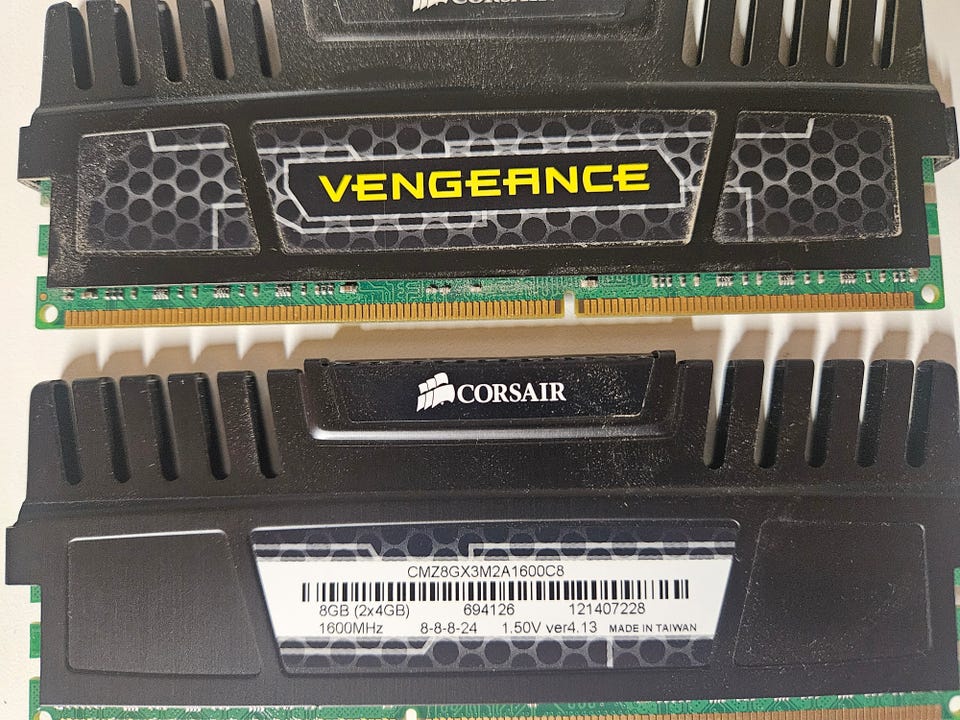 CORSAIR
VENGEANCE
CORSAIR
CMZ8GX3M2A1600C8
8GB (2x4GB) 694126 121407228
1600MHz 8-8-8-24 1.50V ver4.13 MADE IN TAIWAN